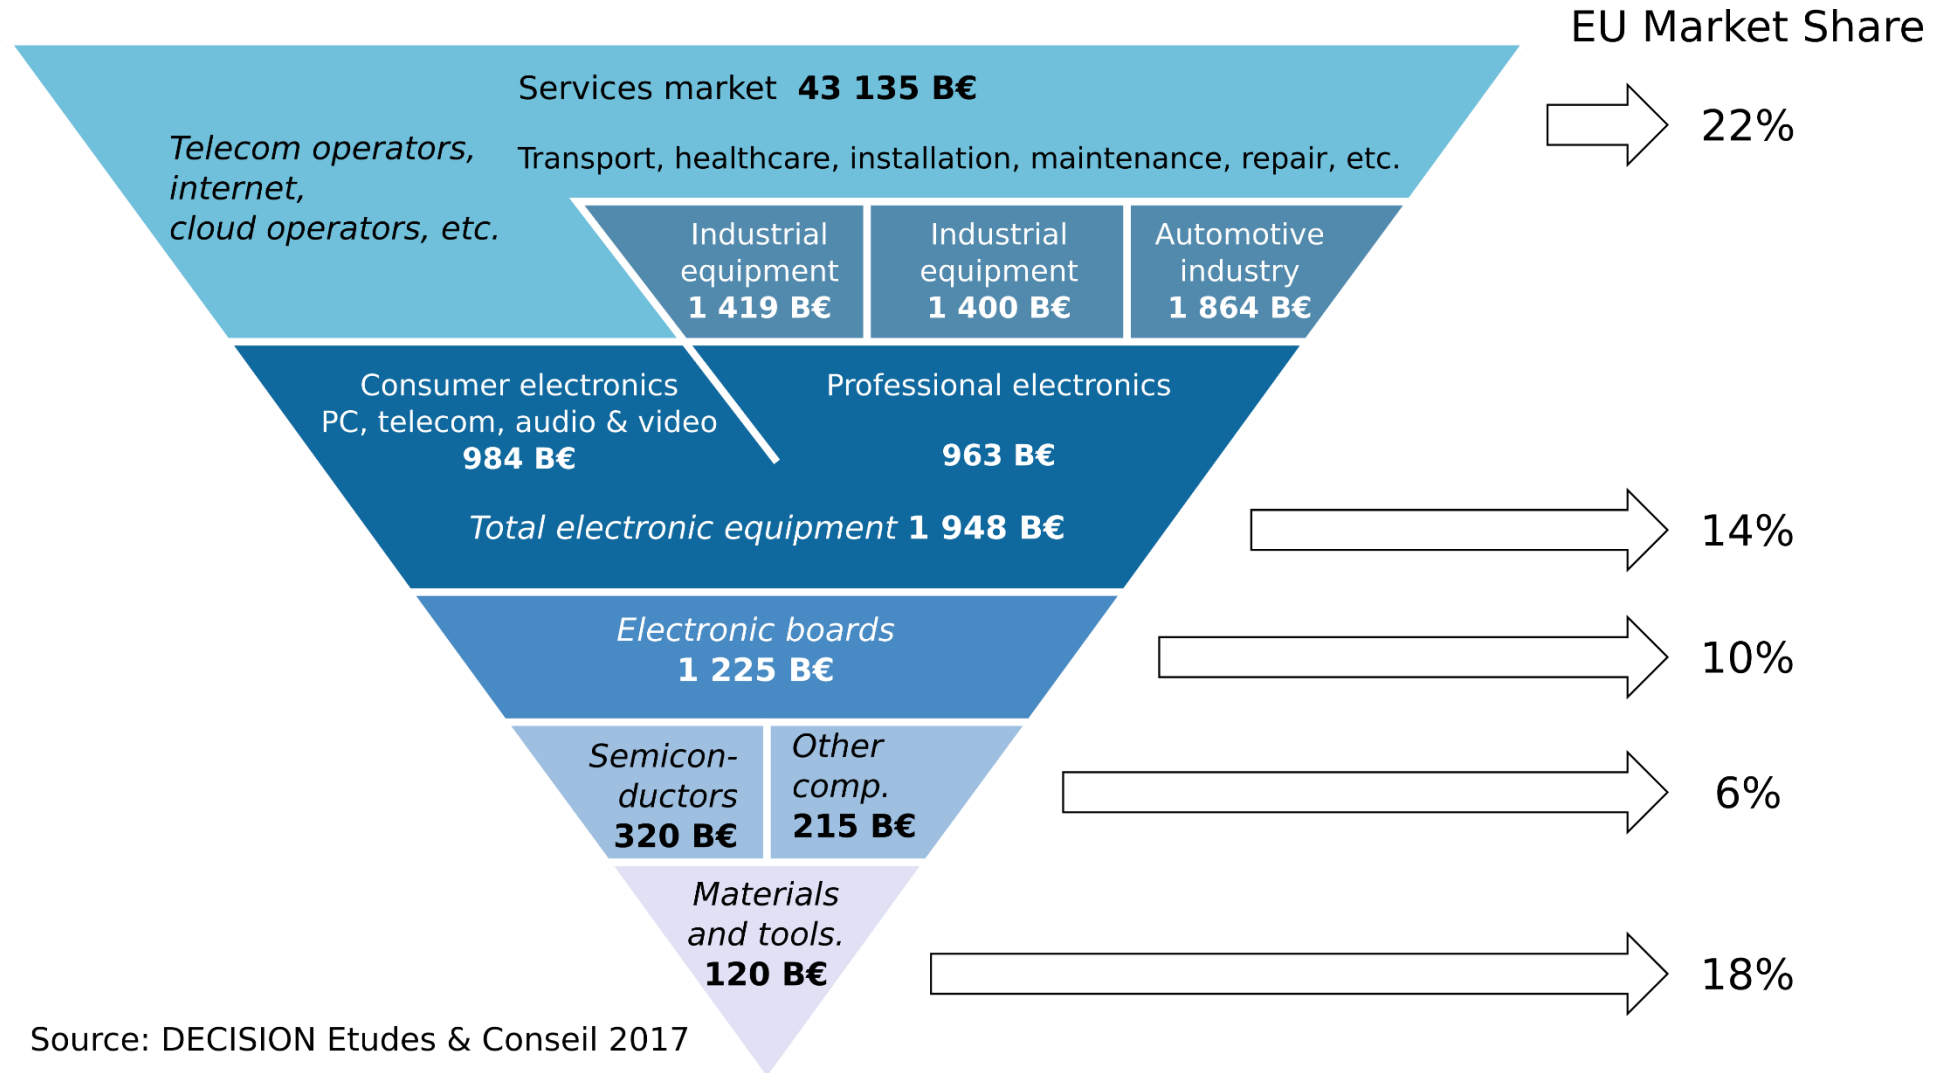 EU Market Share
Services market 43 135 B€
22%
Telecom operators,
internet,
cloud operators, etc.
Transport, healthcare, installation, maintenance, repair, etc.
Industrial
equipment
1 419 B€
Industrial
equipment
1 400 B€
Automotive
industry
1 864 B€
Consumer electronics
PC, telecom, audio & video
984 B€
Professional electronics
963 B€
Total electronic equipment 1 948 B€
14%
Electronic boards
1 225 B€
10%
Semicon-
ductors
320 B€
Other
comp.
215 B€
6%
Materials
and tools.
120 B€
18%
Source: DECISION Etudes & Conseil 2017